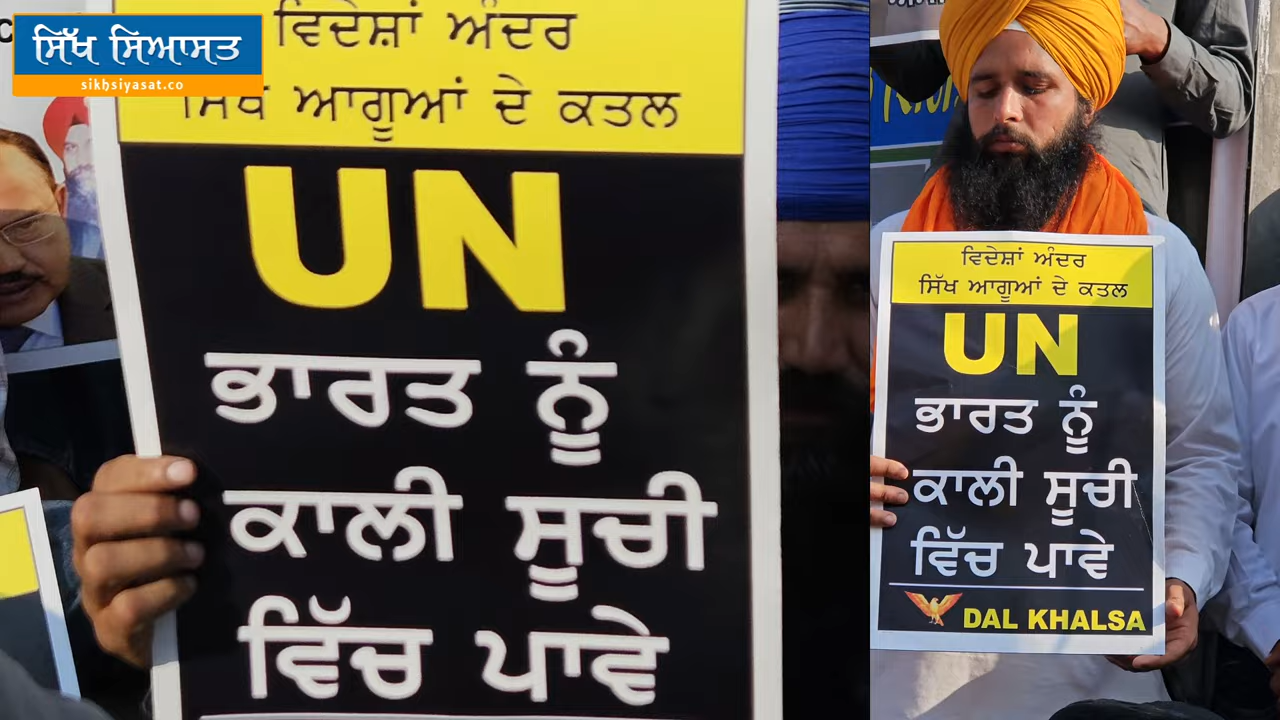 ਸਿੱਖ ਸਿਆਸਤ
sikhsiyasat.co
ਵਿਦੇਸ਼ਾਂ ਅੰਦਰ
ਸਿੱਖ ਆਗੂਆਂ ਦੇ ਕਤਲ
UN
ਭਾਰਤ ਨੂੰ
ਕਾਲੀ ਸੂਚੀ
ਵਿੱਚ ਪਾਵੇ
ਵਿਦੇਸ਼ਾਂ ਅੰਦਰ
ਸਿੱਖ ਆਗੂਆਂ ਦੇ ਕਤਲ
UN
ਭਾਰਤ ਨੂੰ
ਕਾਲੀ ਸੂਚੀ
ਵਿੱਚ ਪਾਵੇ
DAL KHALSA